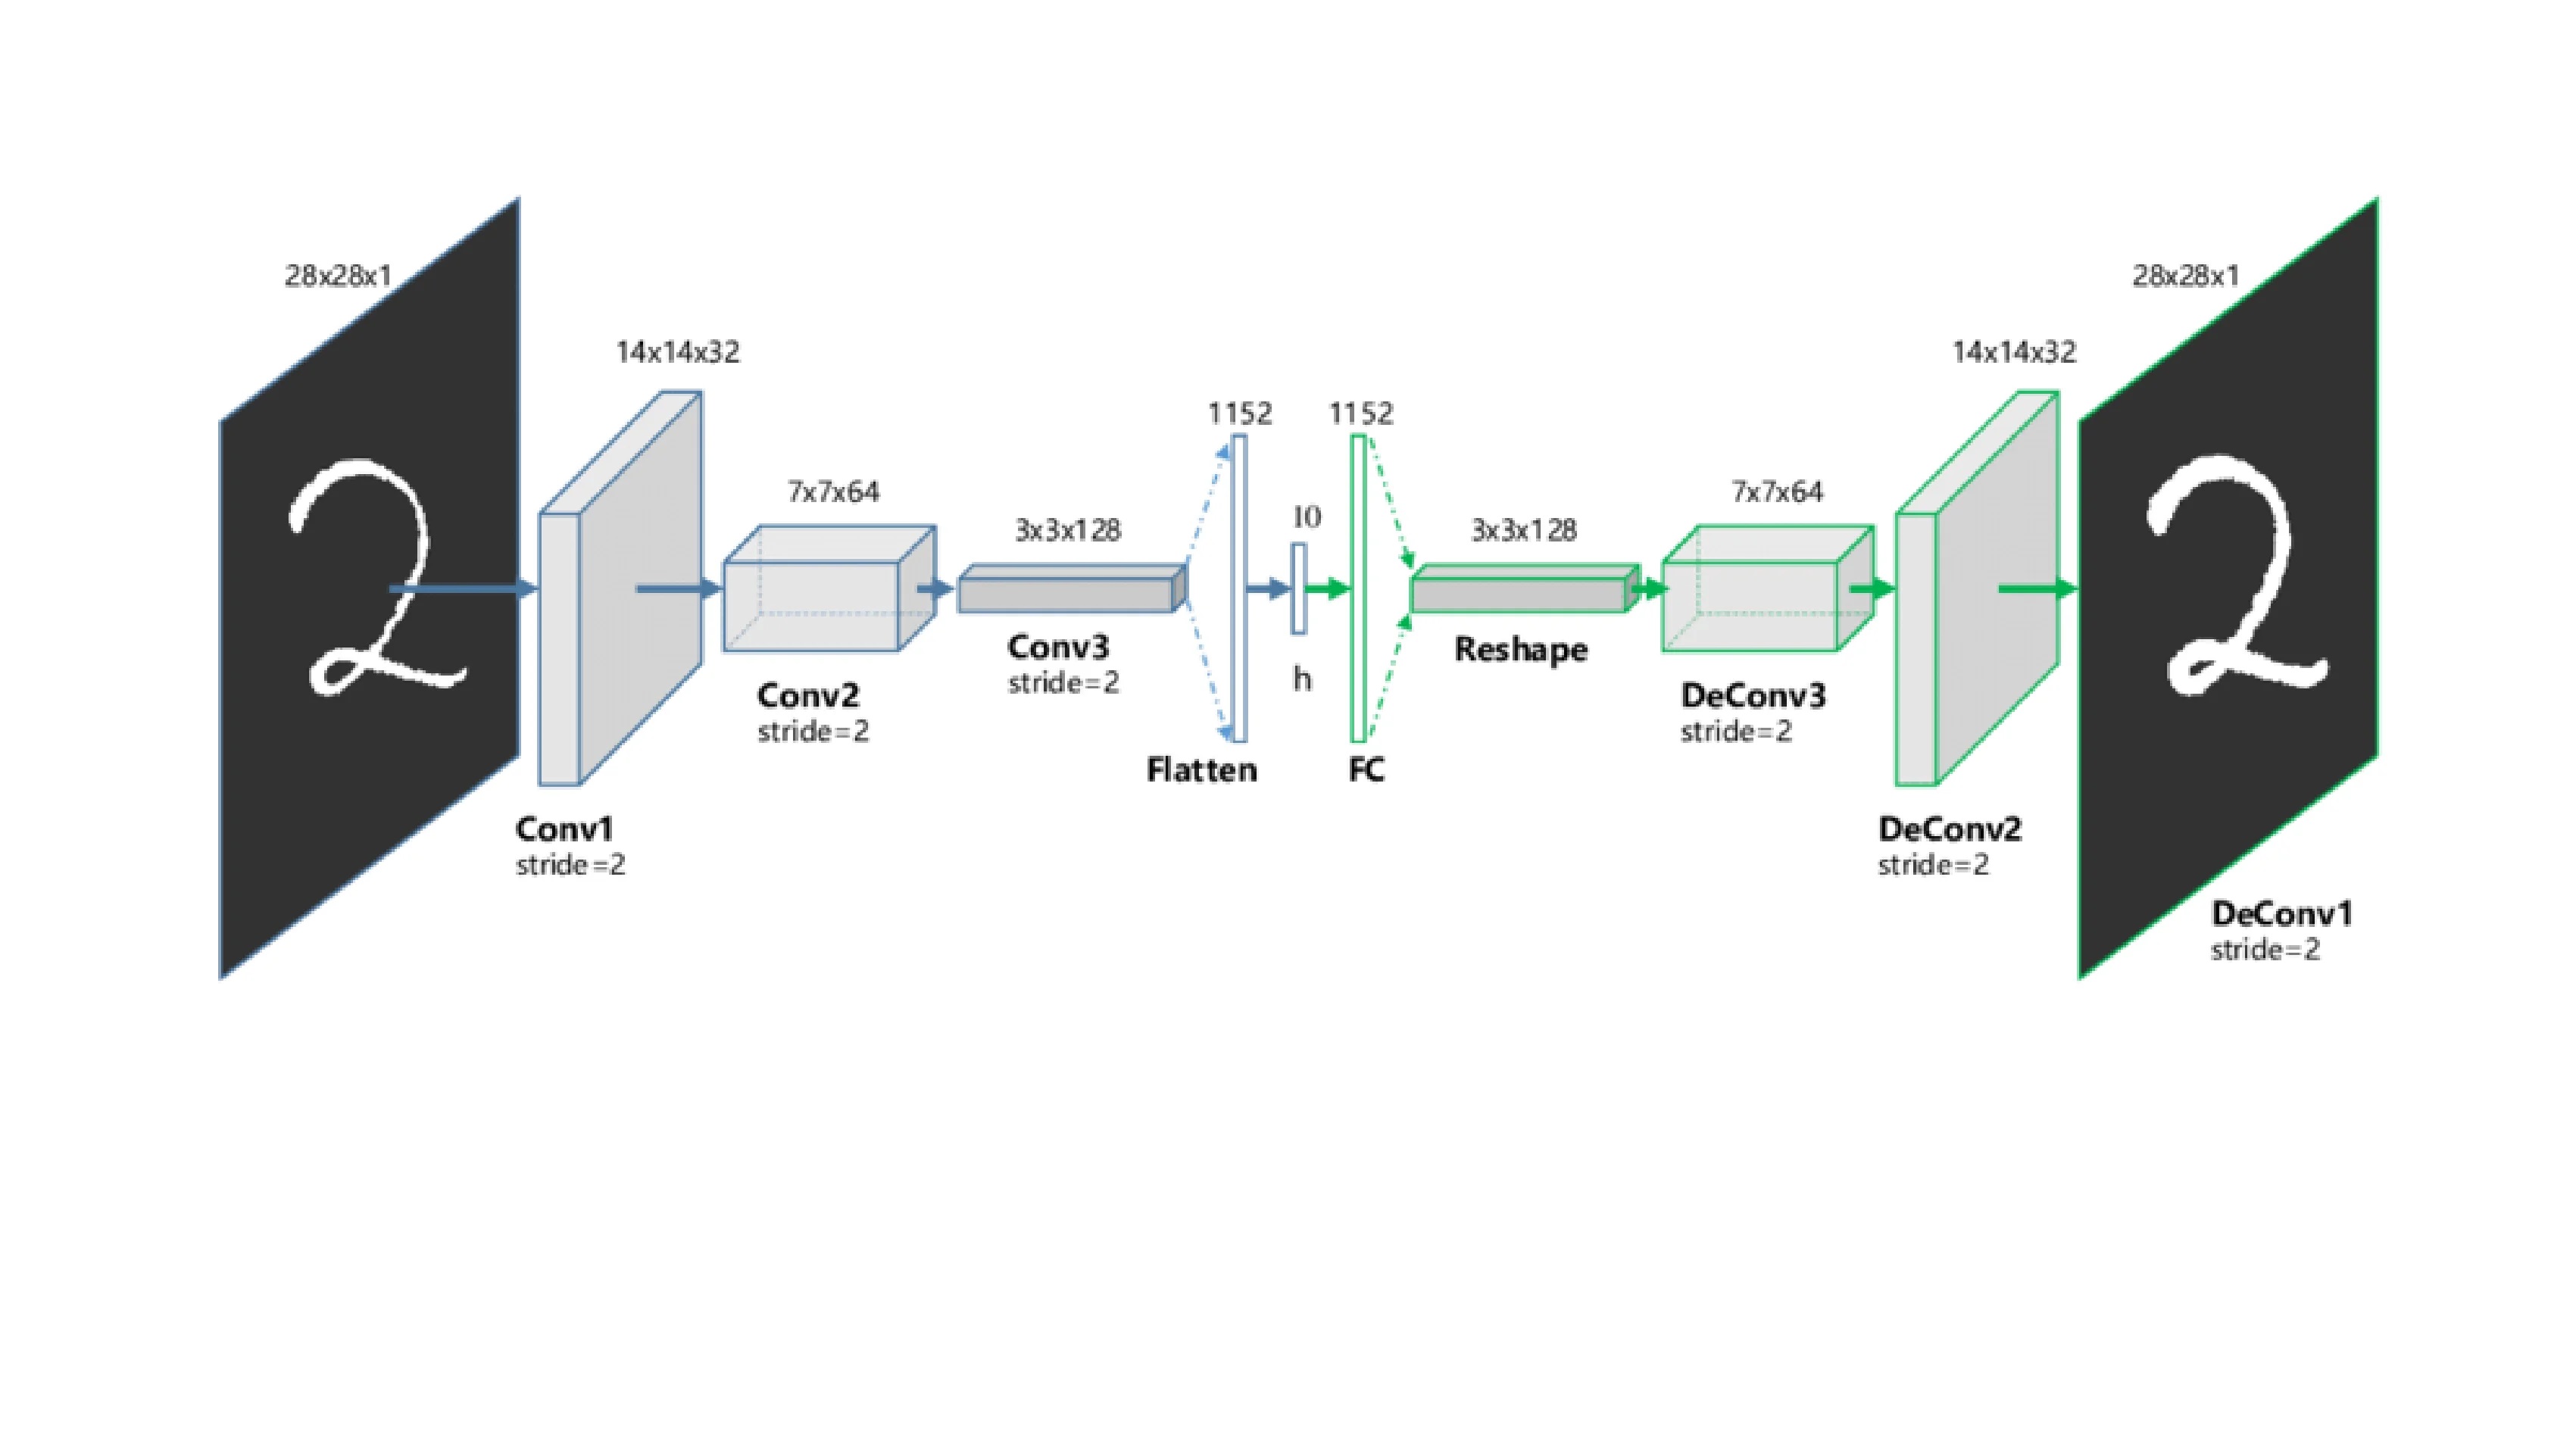 28x28x1
14x14x32
7x7x64
3x3x128
1152
10
1152
3x3x128
7x7x64
14x14x32
28x28x1
2
Conv1
stride=2
Conv2
stride=2
Conv3
stride=2
Flatten
h
FC
Reshape
DeConv3
stride=2
DeConv2
stride=2
2
DeConv1
stride=2